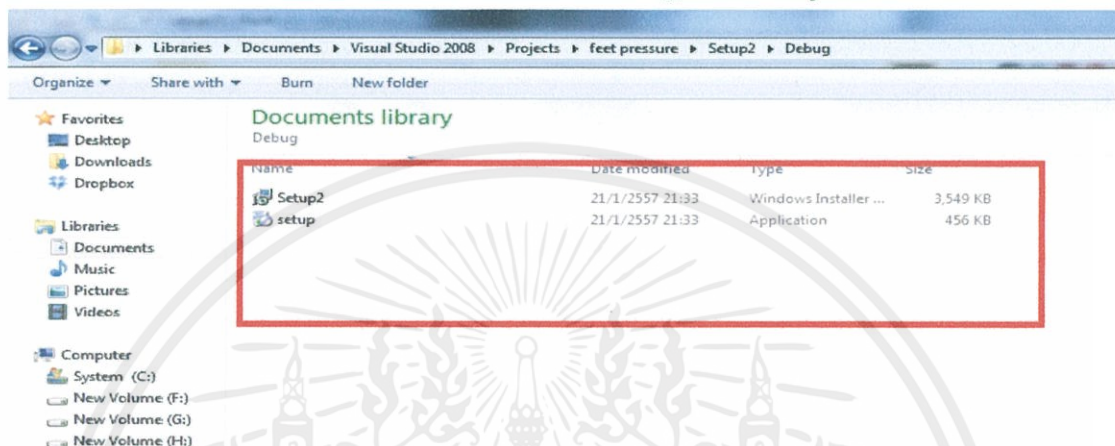 Libraries ▸ Documents ▸ Visual Studio 2008 ▸ Projects ▸ feet pressure ▸ Setup2 ▸ Debug
Organize Share with Burn New folder
Favorites
Desktop
Downloads
Dropbox
Libraries
Documents
Music
Pictures
Videos
Computer
System (C:)
New Volume (F:)
New Volume (G:)
New Volume (H:)
Documents library
Debug
Name Date modified Type Size
Setup2 21/1/2557 21:33 Windows Installer ... 3,549 KB
setup 21/1/2557 21:33 Application 456 KB